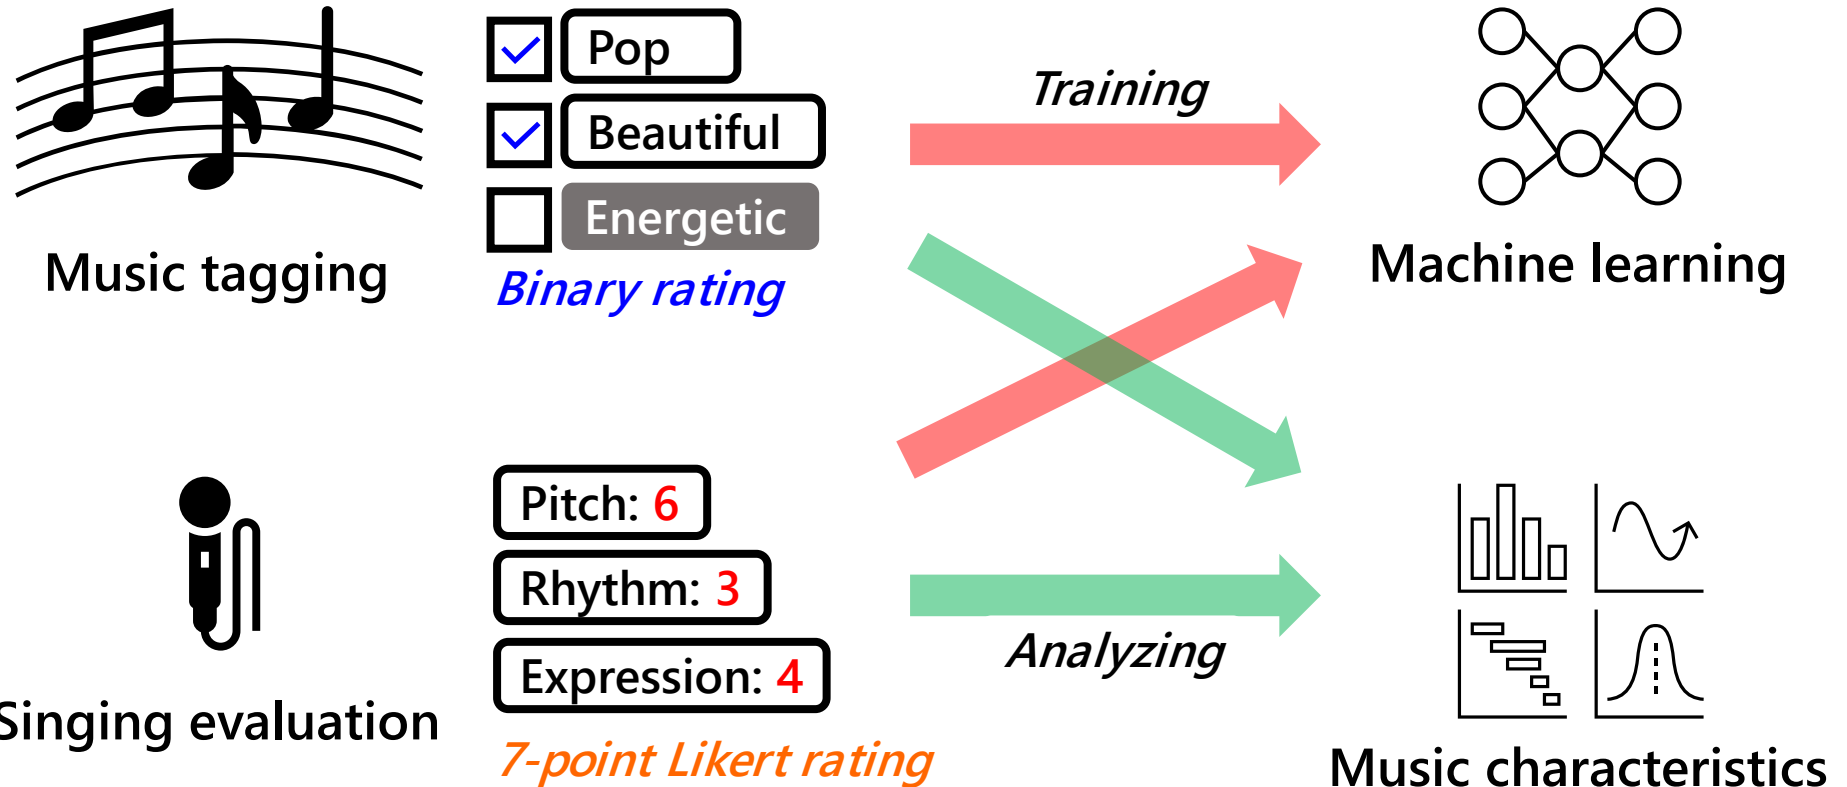 Pop
Beautiful
Energetic
Music tagging
Binary rating
Training
Machine learning
Pitch: 6
Rhythm: 3
Expression: 4
Singing evaluation
7-point Likert rating
Analyzing
Music characteristics